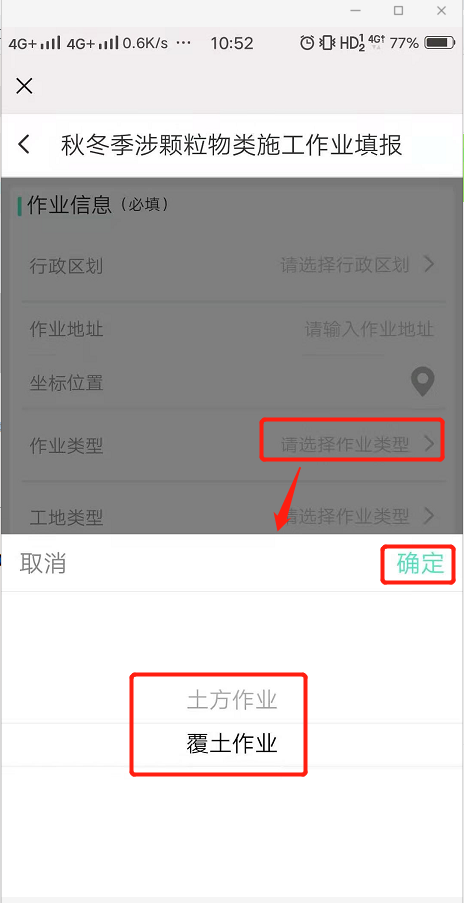 4G+ 4G+ 0.6K/s ··· 10:52 HD 1 2 4G+ 77%
秋冬季涉颗粒物类施工作业填报
作业信息（必填）
行政区划 请选择行政区划
作业地址 请输入作业地址
坐标位置
作业类型 请选择作业类型
工地类型 请选择作业类型
取消 确定
土方作业
覆土作业